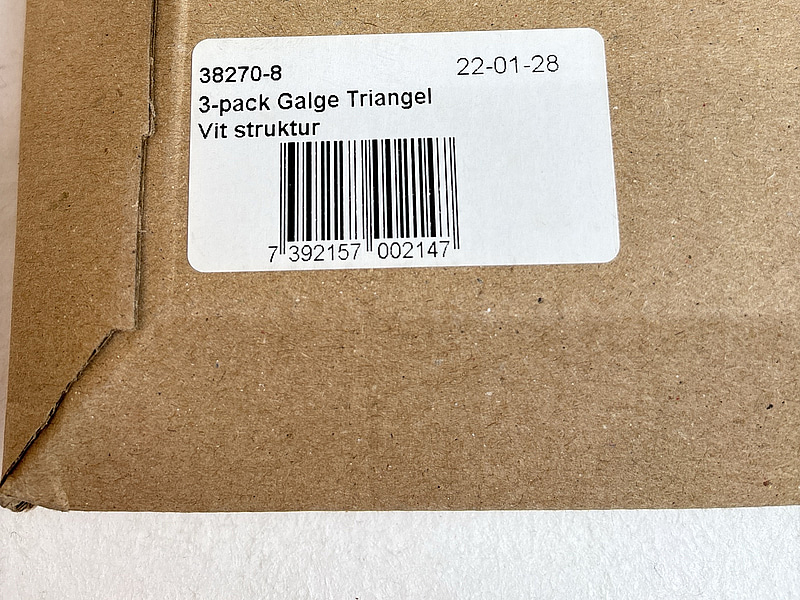 38270-8 22-01-28
3-pack Galge Triangel
Vit struktur
7 392157 002147